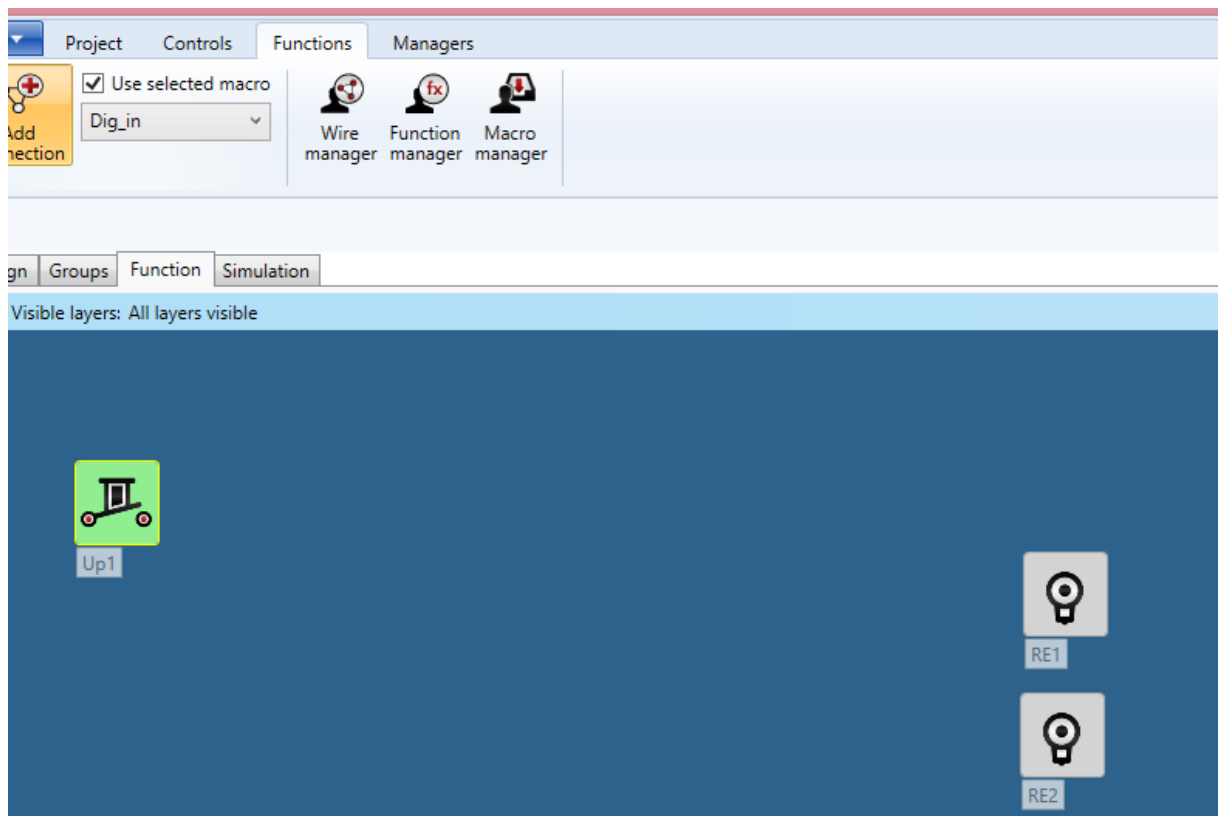 Project Controls Functions Managers
Use selected macro
Dig_in
Add
nection
Wire manager
Function manager
Macro manager
gn Groups Function Simulation
Visible layers: All layers visible
Up1
RE1
RE2